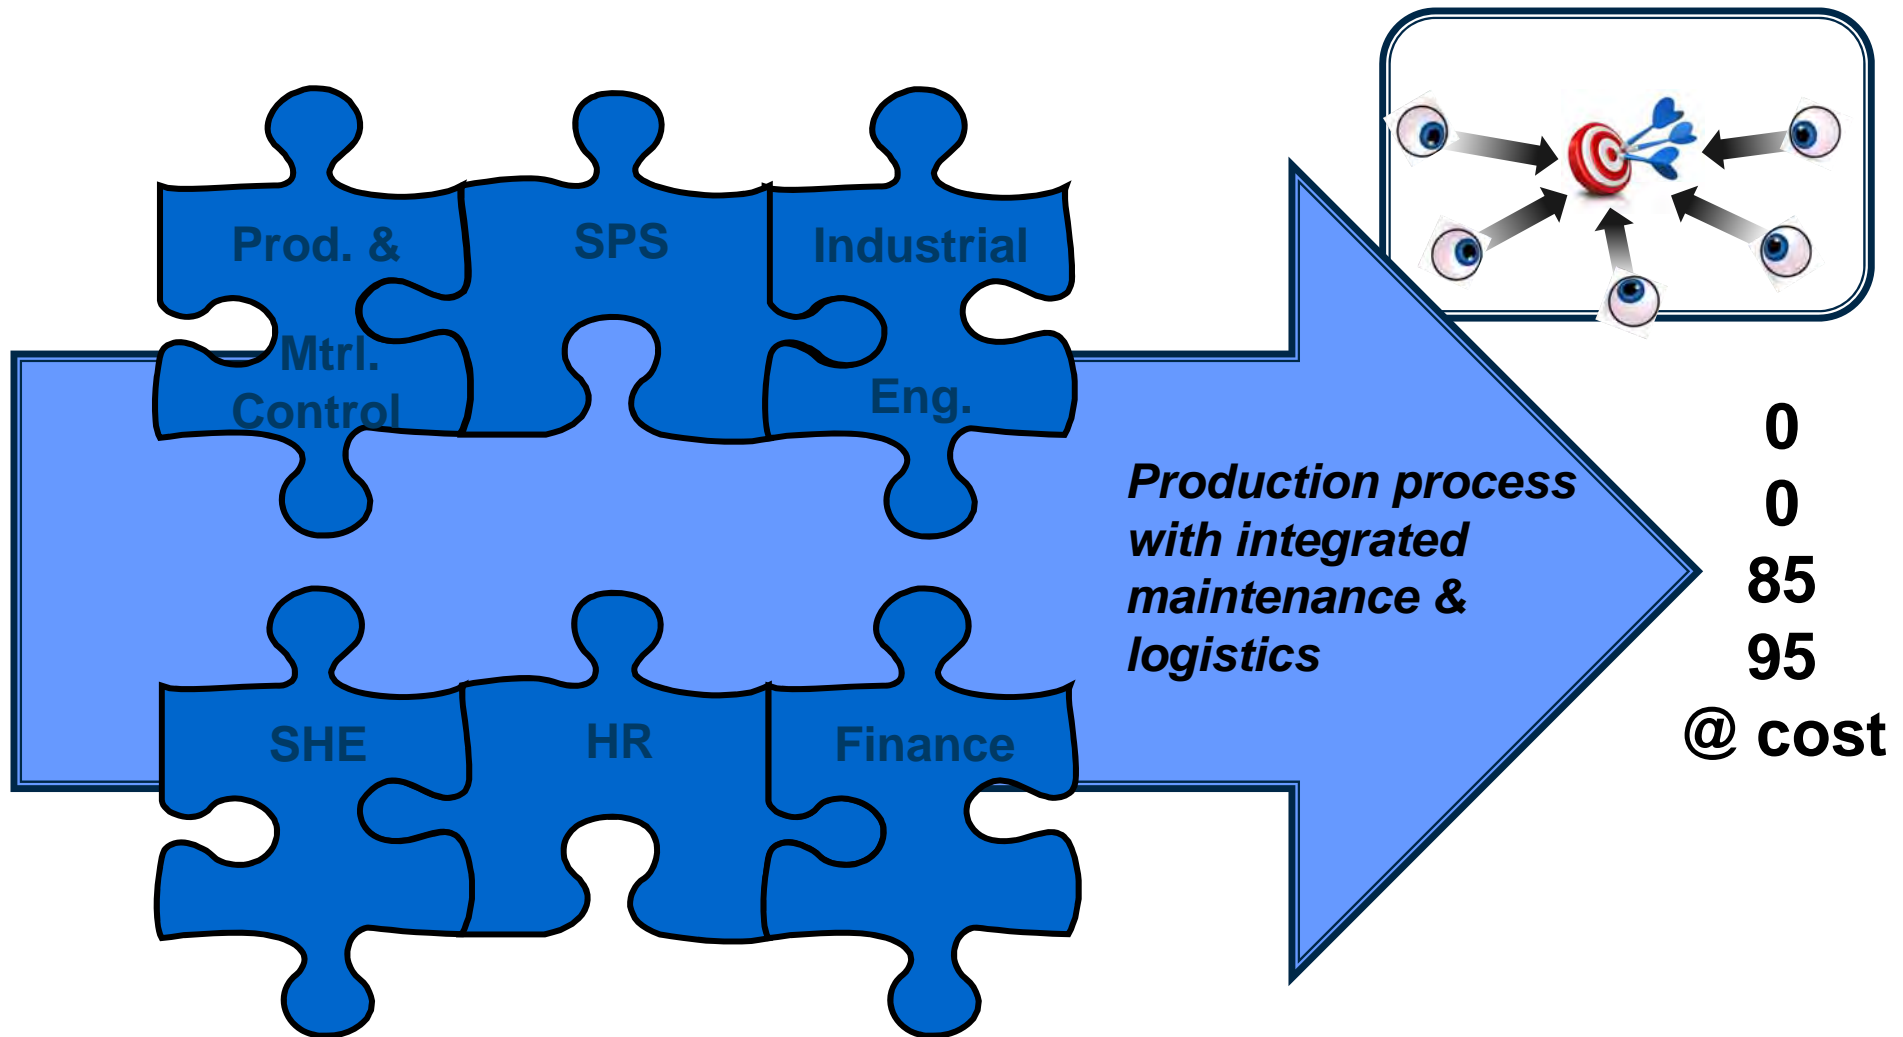 Prod. &
Mtrl.
Control
SPS
Industrial
Eng.
SHE
HR
Finance
Production process
with integrated
maintenance &
logistics
0
0
85
95
@ cost